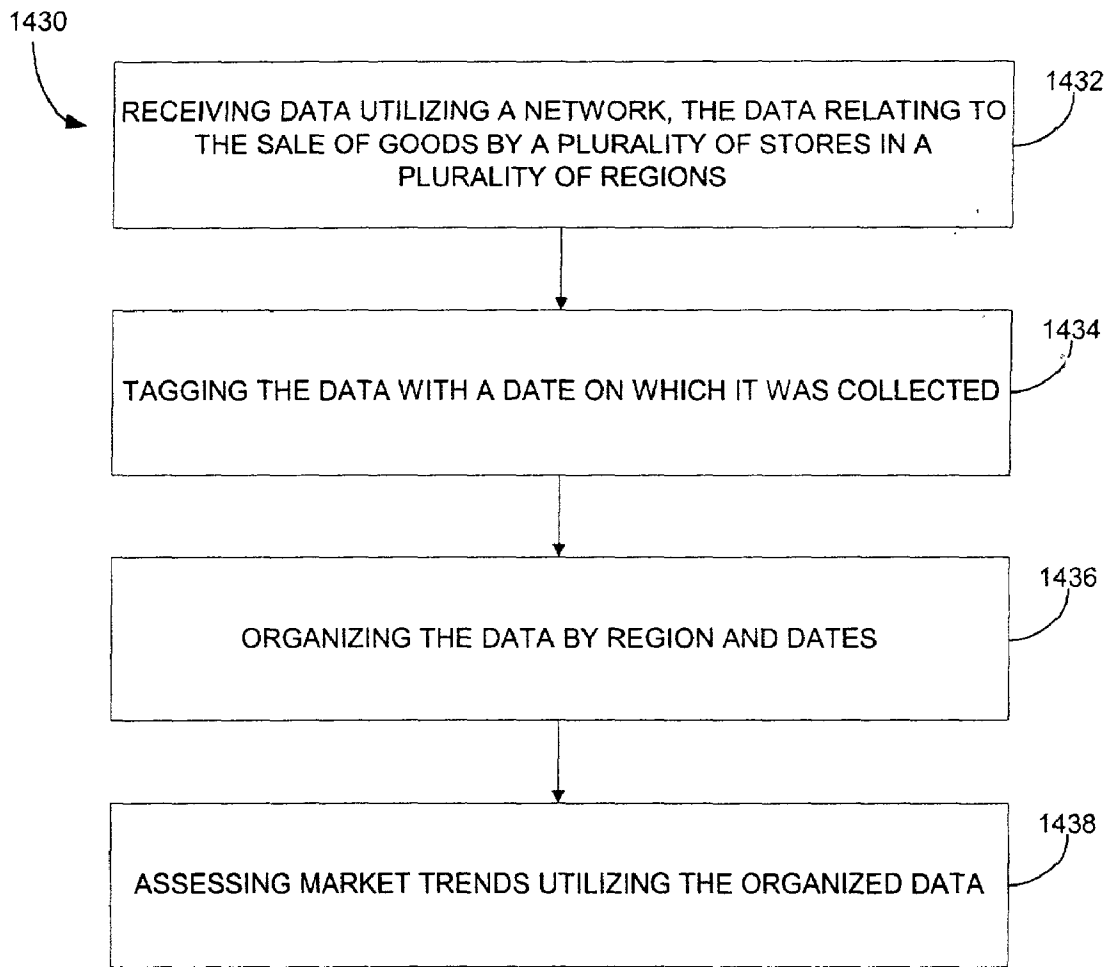 1430
1432
RECEIVING DATA UTILIZING A NETWORK, THE DATA RELATING TO
THE SALE OF GOODS BY A PLURALITY OF STORES IN A
PLURALITY OF REGIONS
1434
TAGGING THE DATA WITH A DATE ON WHICH IT WAS COLLECTED
1436
ORGANIZING THE DATA BY REGION AND DATES
1438
ASSESSING MARKET TRENDS UTILIZING THE ORGANIZED DATA